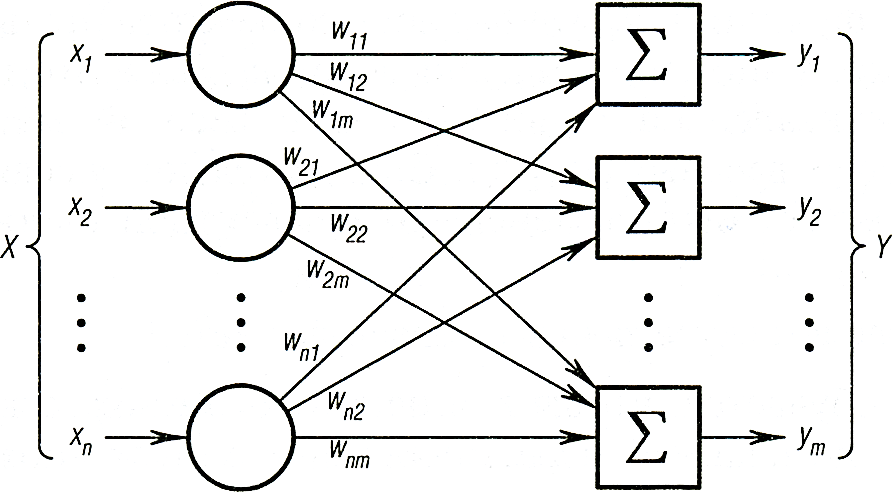 x1 w11 Σ y1
w12
w1m
w21
x2 Σ y2
w22
X Y
w2m
wn1
wn2
xn Σ ym
wnm